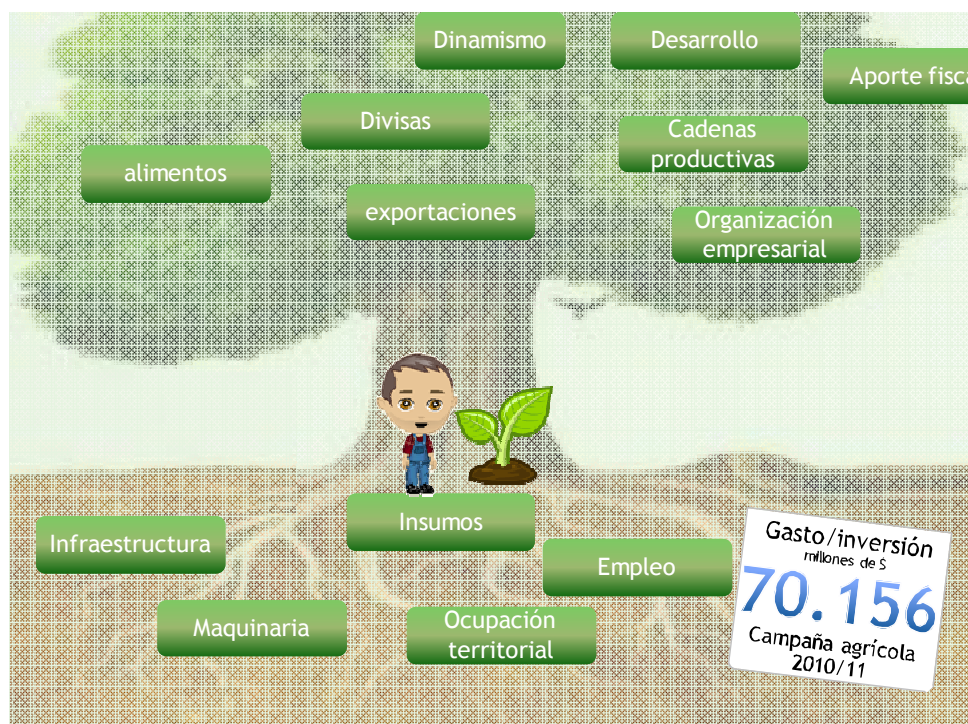 Dinamismo
Desarrollo
Aporte fisca
Divisas
Cadenas
productivas
alimentos
exportaciones
Organización
empresarial
Insumos
Infraestructura
Empleo
Maquinaria
Ocupación
territorial
Gasto/inversión
millones de $
70.156
Campaña agrícola
2010/11